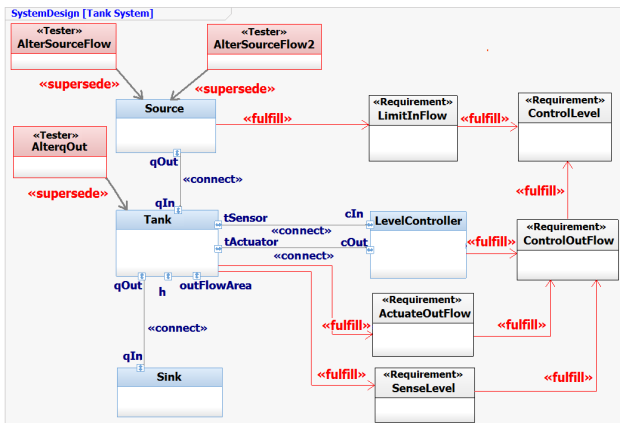 SystemDesign [Tank System]
«Tester»
AlterSourceFlow
«Tester»
AlterSourceFlow2
«supersede»
«supersede»
Source
«fulfill»
«Requirement»
LimitInFlow
«fulfill»
«Requirement»
ControlLevel
«Tester»
AlterqOut
qOut
«connect»
«supersede»
qIn
«fulfill»
Tank
tSensor
cIn
«connect»
LevelController
tActuator
cOut
«connect»
«fulfill»
«Requirement»
ControlOutFlow
qOut
h
outFlowArea
«Requirement»
ActuateOutFlow
«connect»
«fulfill»
«fulfill»
qIn
Sink
«fulfill»
«Requirement»
SenseLevel
«fulfill»